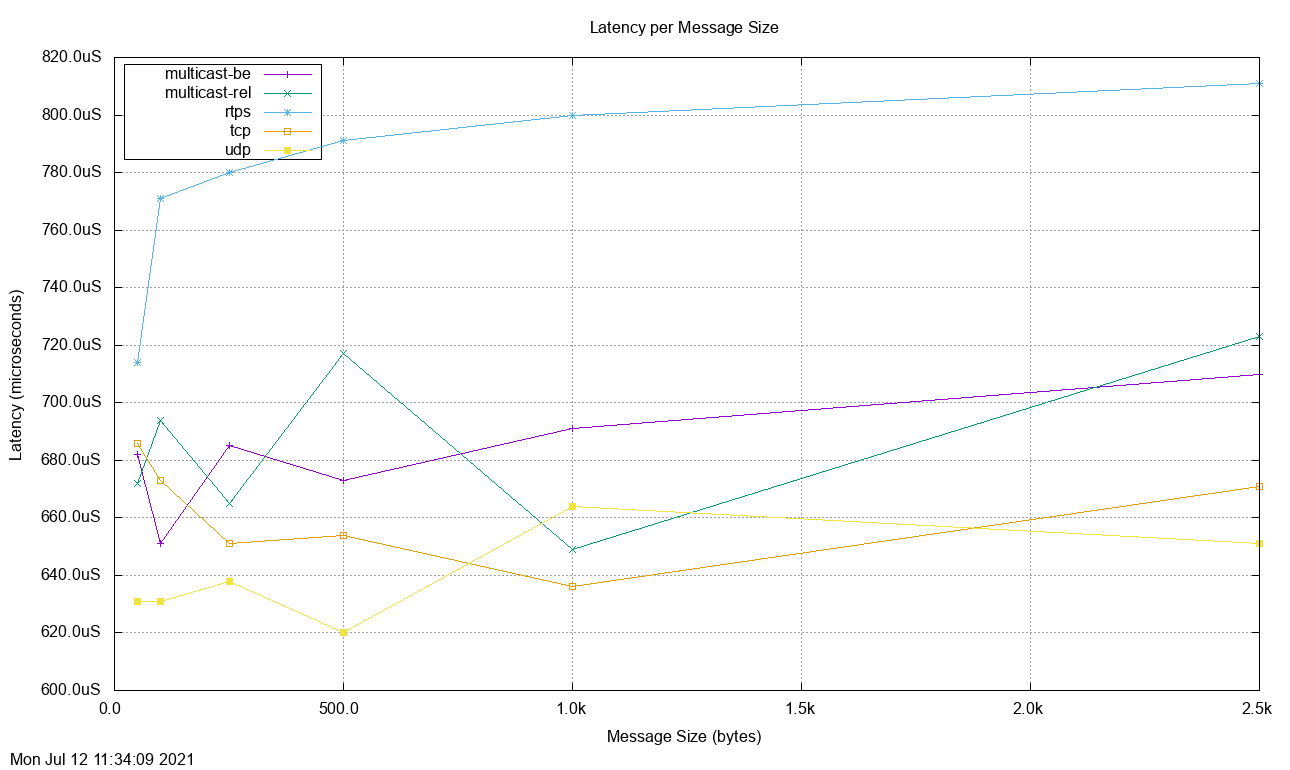 Latency per Message Size
820.0uS
800.0uS
780.0uS
760.0uS
740.0uS
720.0uS
700.0uS
680.0uS
660.0uS
640.0uS
620.0uS
600.0uS
multicast-be
multicast-rel
rtps
tcp
udp
Latency (microseconds)
0.0 500.0 1.0k 1.5k 2.0k 2.5k
Message Size (bytes)
Mon Jul 12 11:34:09 2021